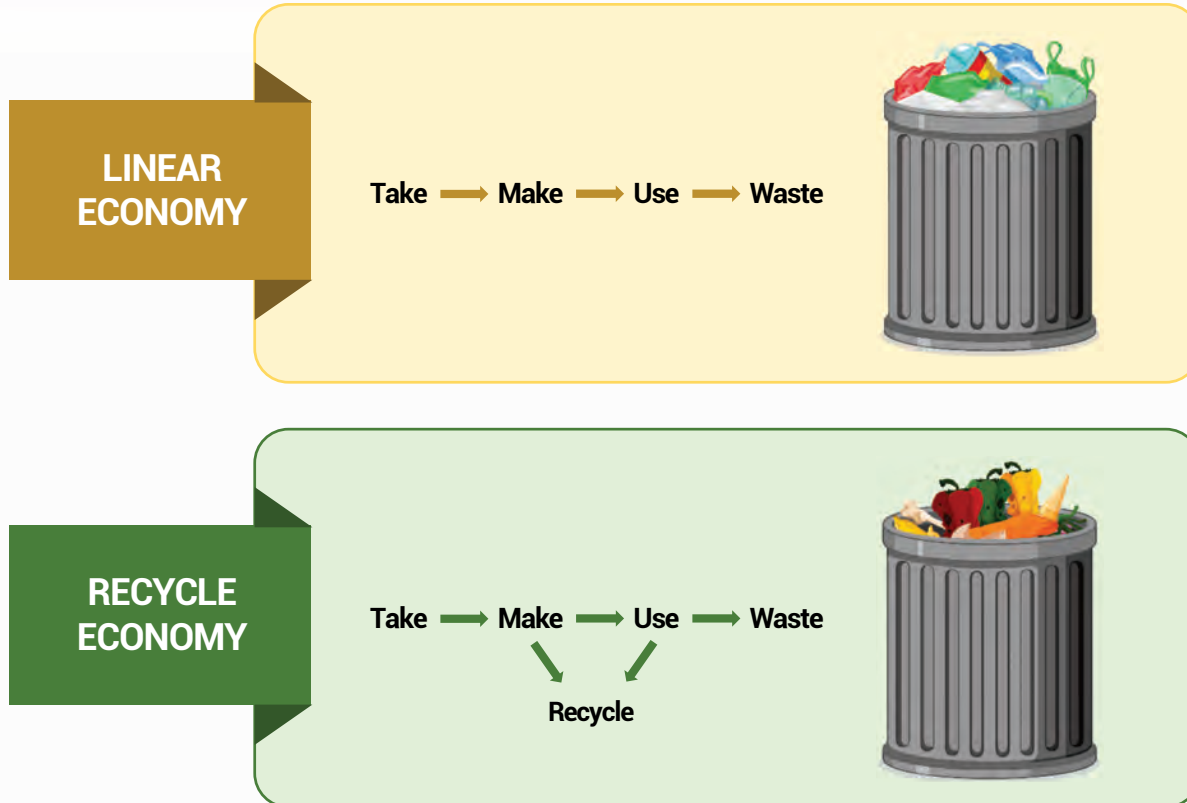 LINEAR
ECONOMY
Take Make Use Waste
RECYCLE
ECONOMY
Take Make Use Waste
Recycle